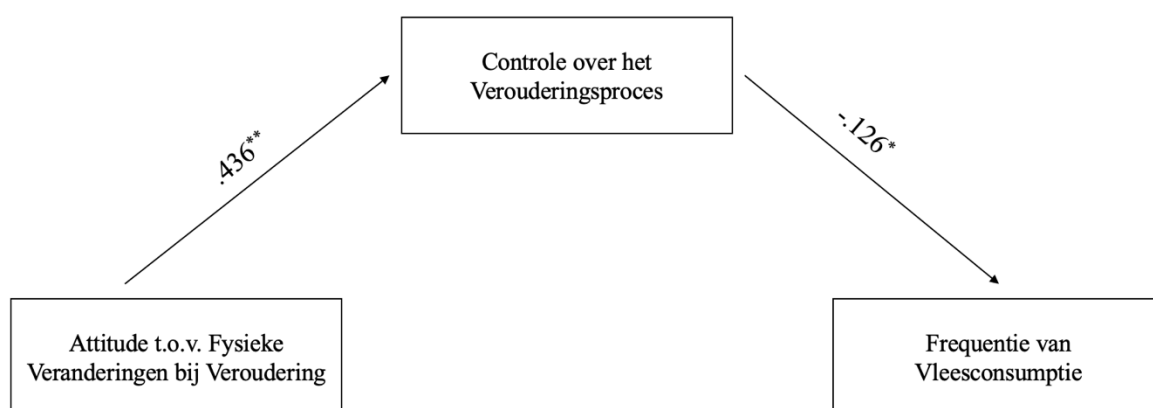 Controle over het
Verouderingsproces
.436**
-.126*
Attitude t.o.v. Fysieke
Veranderingen bij Veroudering
Frequentie van
Vleesconsumptie